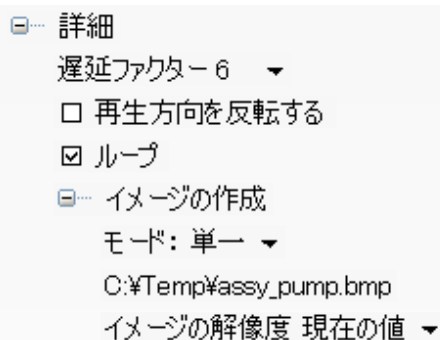 詳細
遅延ファクター 6
再生方向を反転する
ループ
イメージの作成
モード: 単一
C:¥Temp¥assy_pump.bmp
イメージの解像度 現在の値